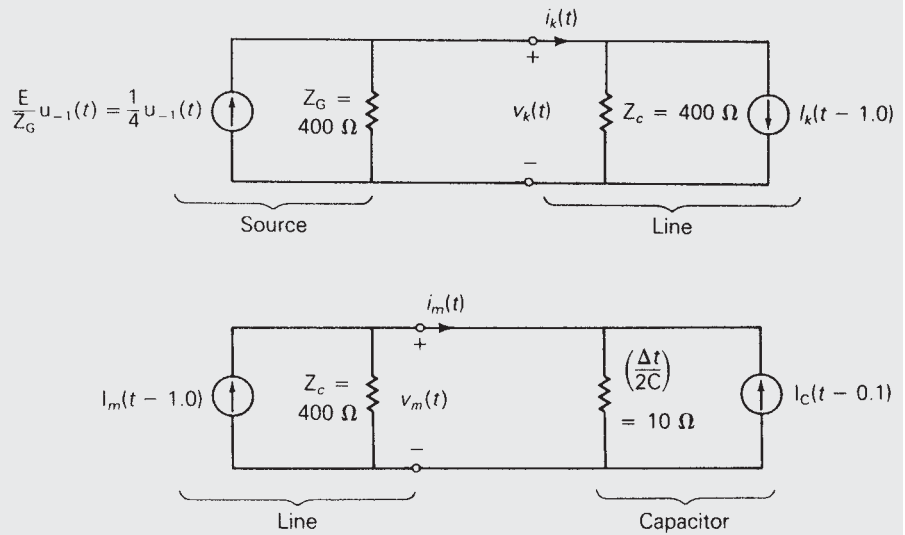 i_k(t)
E/Z_G u_{−1}(t) = 1/4 u_{−1}(t)
Z_G =
400 Ω
+
v_k(t)
−
Z_c = 400 Ω
I_k(t − 1.0)
Source
Line
i_m(t)
I_m(t − 1.0)
Z_c =
400 Ω
+
v_m(t)
−
(Δt/2C)
= 10 Ω
I_C(t − 0.1)
Line
Capacitor